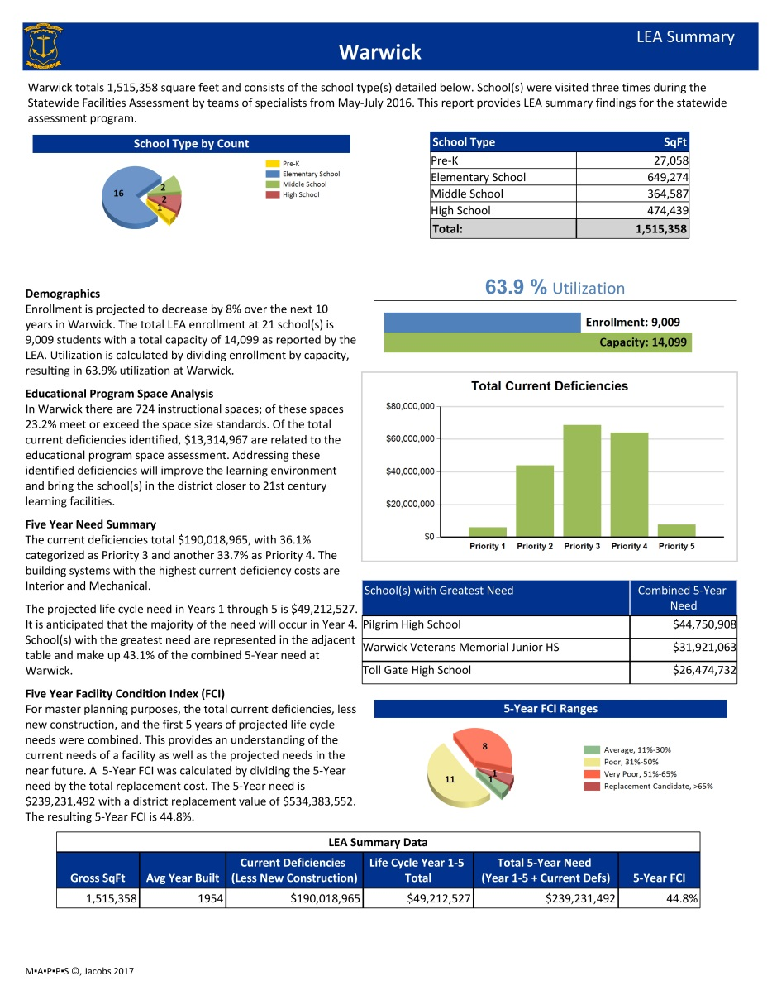 LEA Summary
Warwick
Warwick totals 1,515,358 square feet and consists of the school type(s) detailed below. School(s) were visited three times during the
Statewide Facilities Assessment by teams of specialists from May-July 2016. This report provides LEA summary findings for the statewide
assessment program.
School Type by Count
Pre-K
Elementary School
Middle School
High School
16
2
2
1
School Type SqFt
Pre-K 27,058
Elementary School 649,274
Middle School 364,587
High School 474,439
Total: 1,515,358
Demographics
Enrollment is projected to decrease by 8% over the next 10
years in Warwick. The total LEA enrollment at 21 school(s) is
9,009 students with a total capacity of 14,099 as reported by the
LEA. Utilization is calculated by dividing enrollment by capacity,
resulting in 63.9% utilization at Warwick.
63.9 % Utilization
Enrollment: 9,009
Capacity: 14,099
Educational Program Space Analysis
In Warwick there are 724 instructional spaces; of these spaces
23.2% meet or exceed the space size standards. Of the total
current deficiencies identified, $13,314,967 are related to the
educational program space assessment. Addressing these
identified deficiencies will improve the learning environment
and bring the school(s) in the district closer to 21st century
learning facilities.
Total Current Deficiencies
$80,000,000
$60,000,000
$40,000,000
$20,000,000
$0
Priority 1 Priority 2 Priority 3 Priority 4 Priority 5
Five Year Need Summary
The current deficiencies total $190,018,965, with 36.1%
categorized as Priority 3 and another 33.7% as Priority 4. The
building systems with the highest current deficiency costs are
Interior and Mechanical.
The projected life cycle need in Years 1 through 5 is $49,212,527.
It is anticipated that the majority of the need will occur in Year 4.
School(s) with the greatest need are represented in the adjacent
table and make up 43.1% of the combined 5-Year need at
Warwick.
School(s) with Greatest Need Combined 5-Year
Need
Pilgrim High School $44,750,908
Warwick Veterans Memorial Junior HS $31,921,063
Toll Gate High School $26,474,732
Five Year Facility Condition Index (FCI)
For master planning purposes, the total current deficiencies, less
new construction, and the first 5 years of projected life cycle
needs were combined. This provides an understanding of the
current needs of a facility as well as the projected needs in the
near future. A  5-Year FCI was calculated by dividing the 5-Year
need by the total replacement cost. The 5-Year need is
$239,231,492 with a district replacement value of $534,383,552.
The resulting 5-Year FCI is 44.8%.
5-Year FCI Ranges
8
11
1
1
Average, 11%-30%
Poor, 31%-50%
Very Poor, 51%-65%
Replacement Candidate, >65%
LEA Summary Data
Gross SqFt Avg Year Built Current Deficiencies (Less New Construction) Life Cycle Year 1-5 Total Total 5-Year Need (Year 1-5 + Current Defs) 5-Year FCI
1,515,358 1954 $190,018,965 $49,212,527 $239,231,492 44.8%
M▪A▪P▪P▪S ©, Jacobs 2017